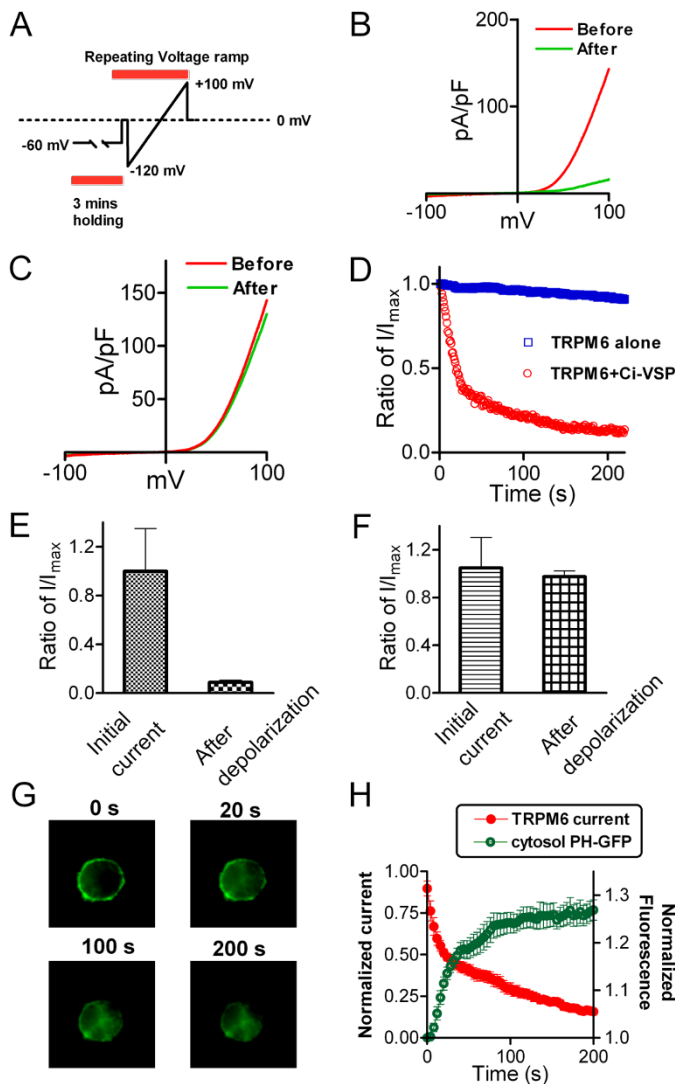 A
Repeating Voltage ramp
+100 mV
0 mV
-60 mV
-120 mV
3 mins
holding
B
Before
After
200
100
pA/pF
-100
mV
100
C
Before
After
150
100
50
pA/pF
-100
mV
100
D
1.0
0.5
0.0
Ratio of I/Imax
TRPM6 alone
TRPM6+Ci-VSP
0
100
200
Time (s)
E
1.2
0.8
0.4
0.0
Ratio of I/Imax
Initial
current
After
depolarization
F
1.2
0.8
0.4
0.0
Ratio of I/Imax
Initial
current
After
depolarization
G
0 s
20 s
100 s
200 s
H
TRPM6 current
cytosol PH-GFP
1.00
0.75
0.50
0.25
0.00
Normalized current
1.3
1.2
1.1
1.0
Normalized
Fluorescence
0
100
200
Time (s)